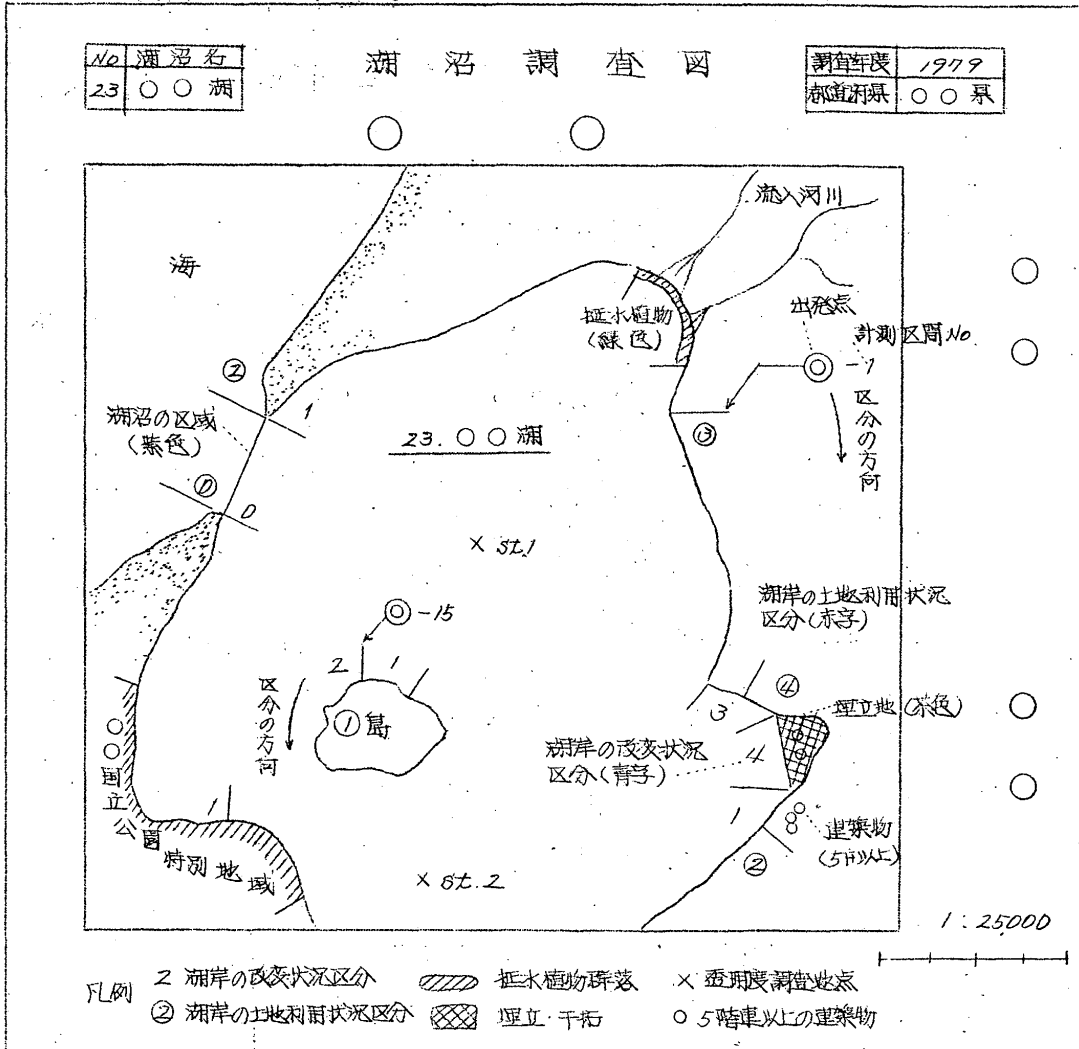 湖沼調査図
No 湖沼名
23 ○○湖
調査年度 1979
都道府県 ○○県
海
流入河川
挺水植物
(緑色)
出発点
計測区間No
-1
区分の方向
②
1
湖沼の区域
(紫色)
23.○○湖
⑬
Ⓓ
D
× St.1
-15
2
1
区分の方向
①島
湖岸の土地利用状況
区分(赤字)
④
3
埋立地(茶色)
湖岸の改変状況
区分(青字)
4
1
建築物
(5階以上)
②
○○国立公園
特別地域
1
× St.2
1:25000
凡例
2 湖岸の改変状況区分
挺水植物群落
× 透明度調査地点
② 湖岸の土地利用状況区分
埋立・干拓
○ 5階建以上の建築物